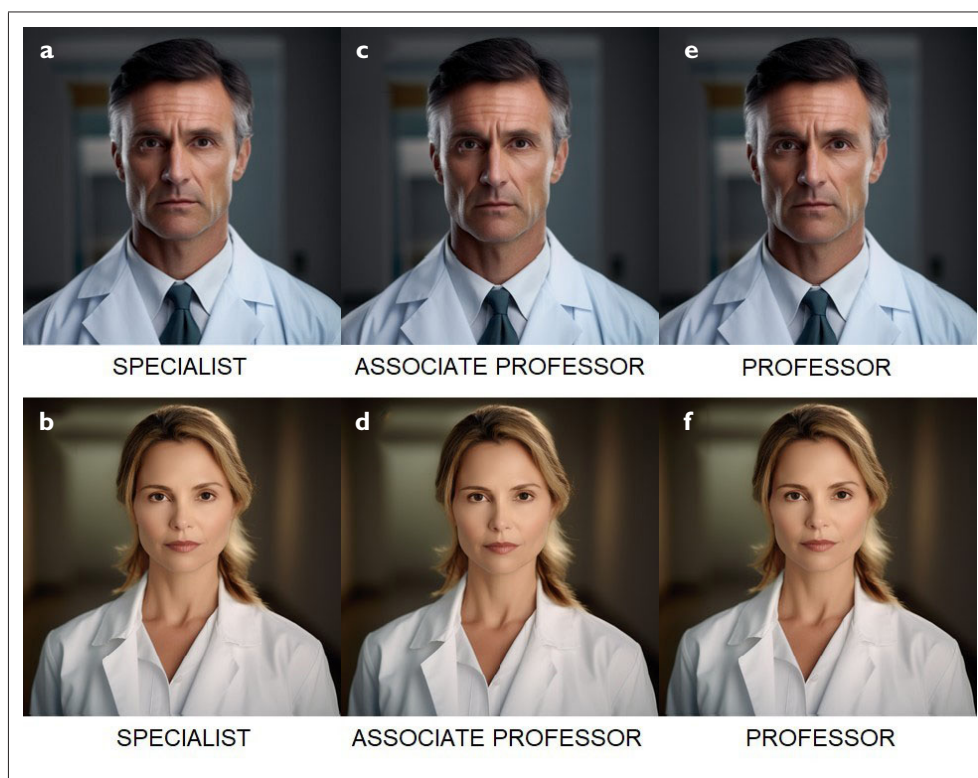 a c e
SPECIALIST ASSOCIATE PROFESSOR PROFESSOR
b d f
SPECIALIST ASSOCIATE PROFESSOR PROFESSOR